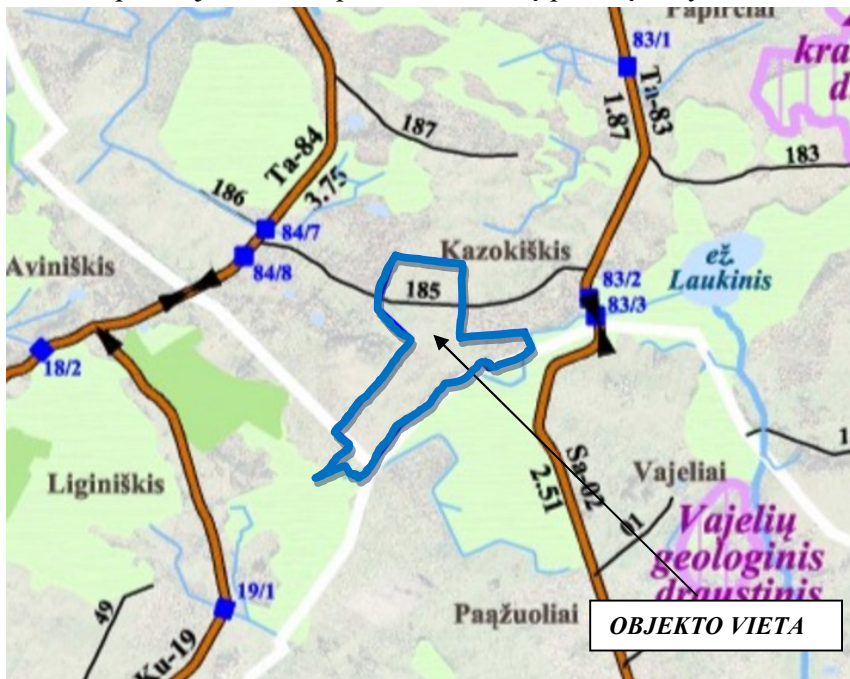 Papirčiai
83/1
kra
d
Ta-83
1.87
187
183
Ta-84
3.75
186
84/7
84/8
Aviniškis
Kazokiškis
185
83/2
83/3
ež.
Laukinis
18/2
Liginiškis
Sa-02
2.51
Vajeliai
1
01
Vajelių
geologinis
draustinis
19/1
49
Paąžuoliai
Ku-19
OBJEKTO VIETA